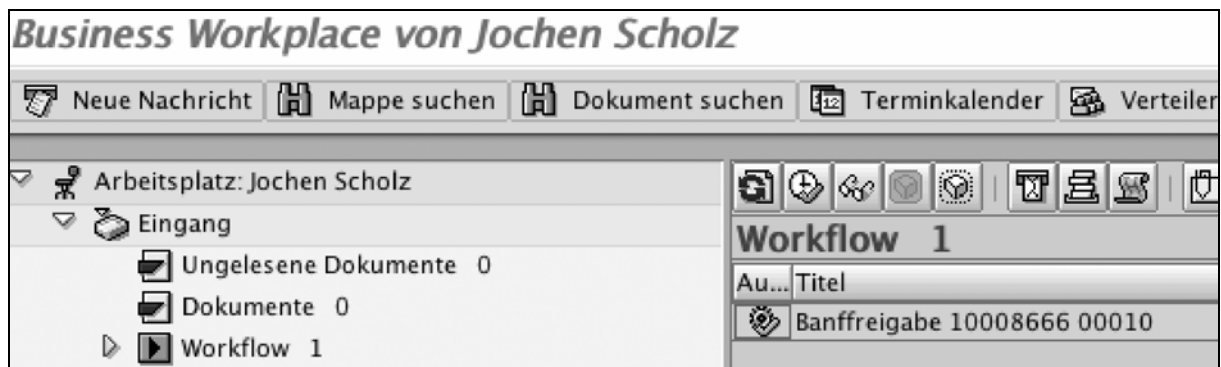 Business Workplace von Jochen Scholz
Neue Nachricht Mappe suchen Dokument suchen Terminkalender Verteiler
Arbeitsplatz: Jochen Scholz
Eingang
Ungelesene Dokumente 0
Dokumente 0
Workflow 1
Workflow 1
Au... Titel
Banffreigabe 10008666 00010